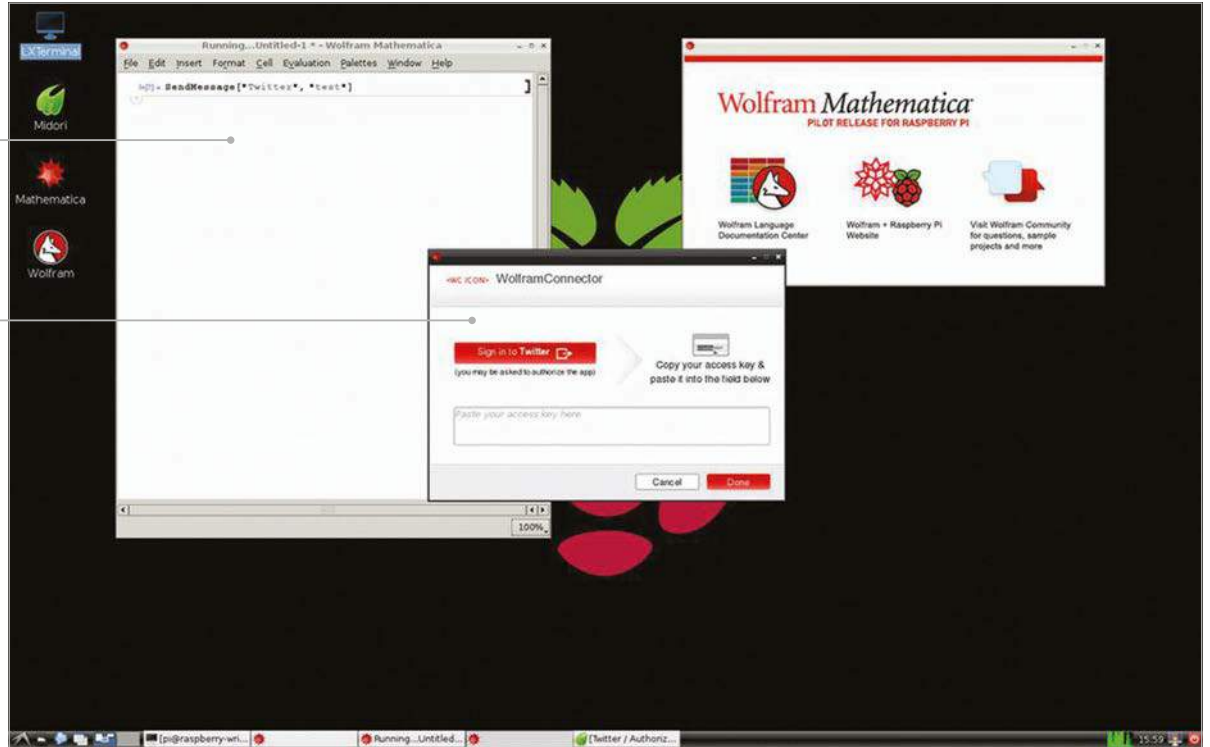 LXTerminal
Midori
Mathematica
Wolfram
Running...Untitled-1 * - Wolfram Mathematica
File Edit Insert Format Cell Evaluation Palettes Window Help
SendMessage["Twitter", "test"]
100%
Wolfram Mathematica
PILOT RELEASE FOR RASPBERRY PI
Wolfram Language
Documentation Center
Wolfram + Raspberry Pi
Website
Visit Wolfram Community
for questions, sample
projects and more
<WC ICON> WolframConnector
Sign in to Twitter
(you may be asked to authorize the app)
Copy your access key &
paste it into the field below
Paste your access key here
Cancel Done
[pi@raspberry-wri... Running...Untitled... [Twitter / Authoriz... 15:59